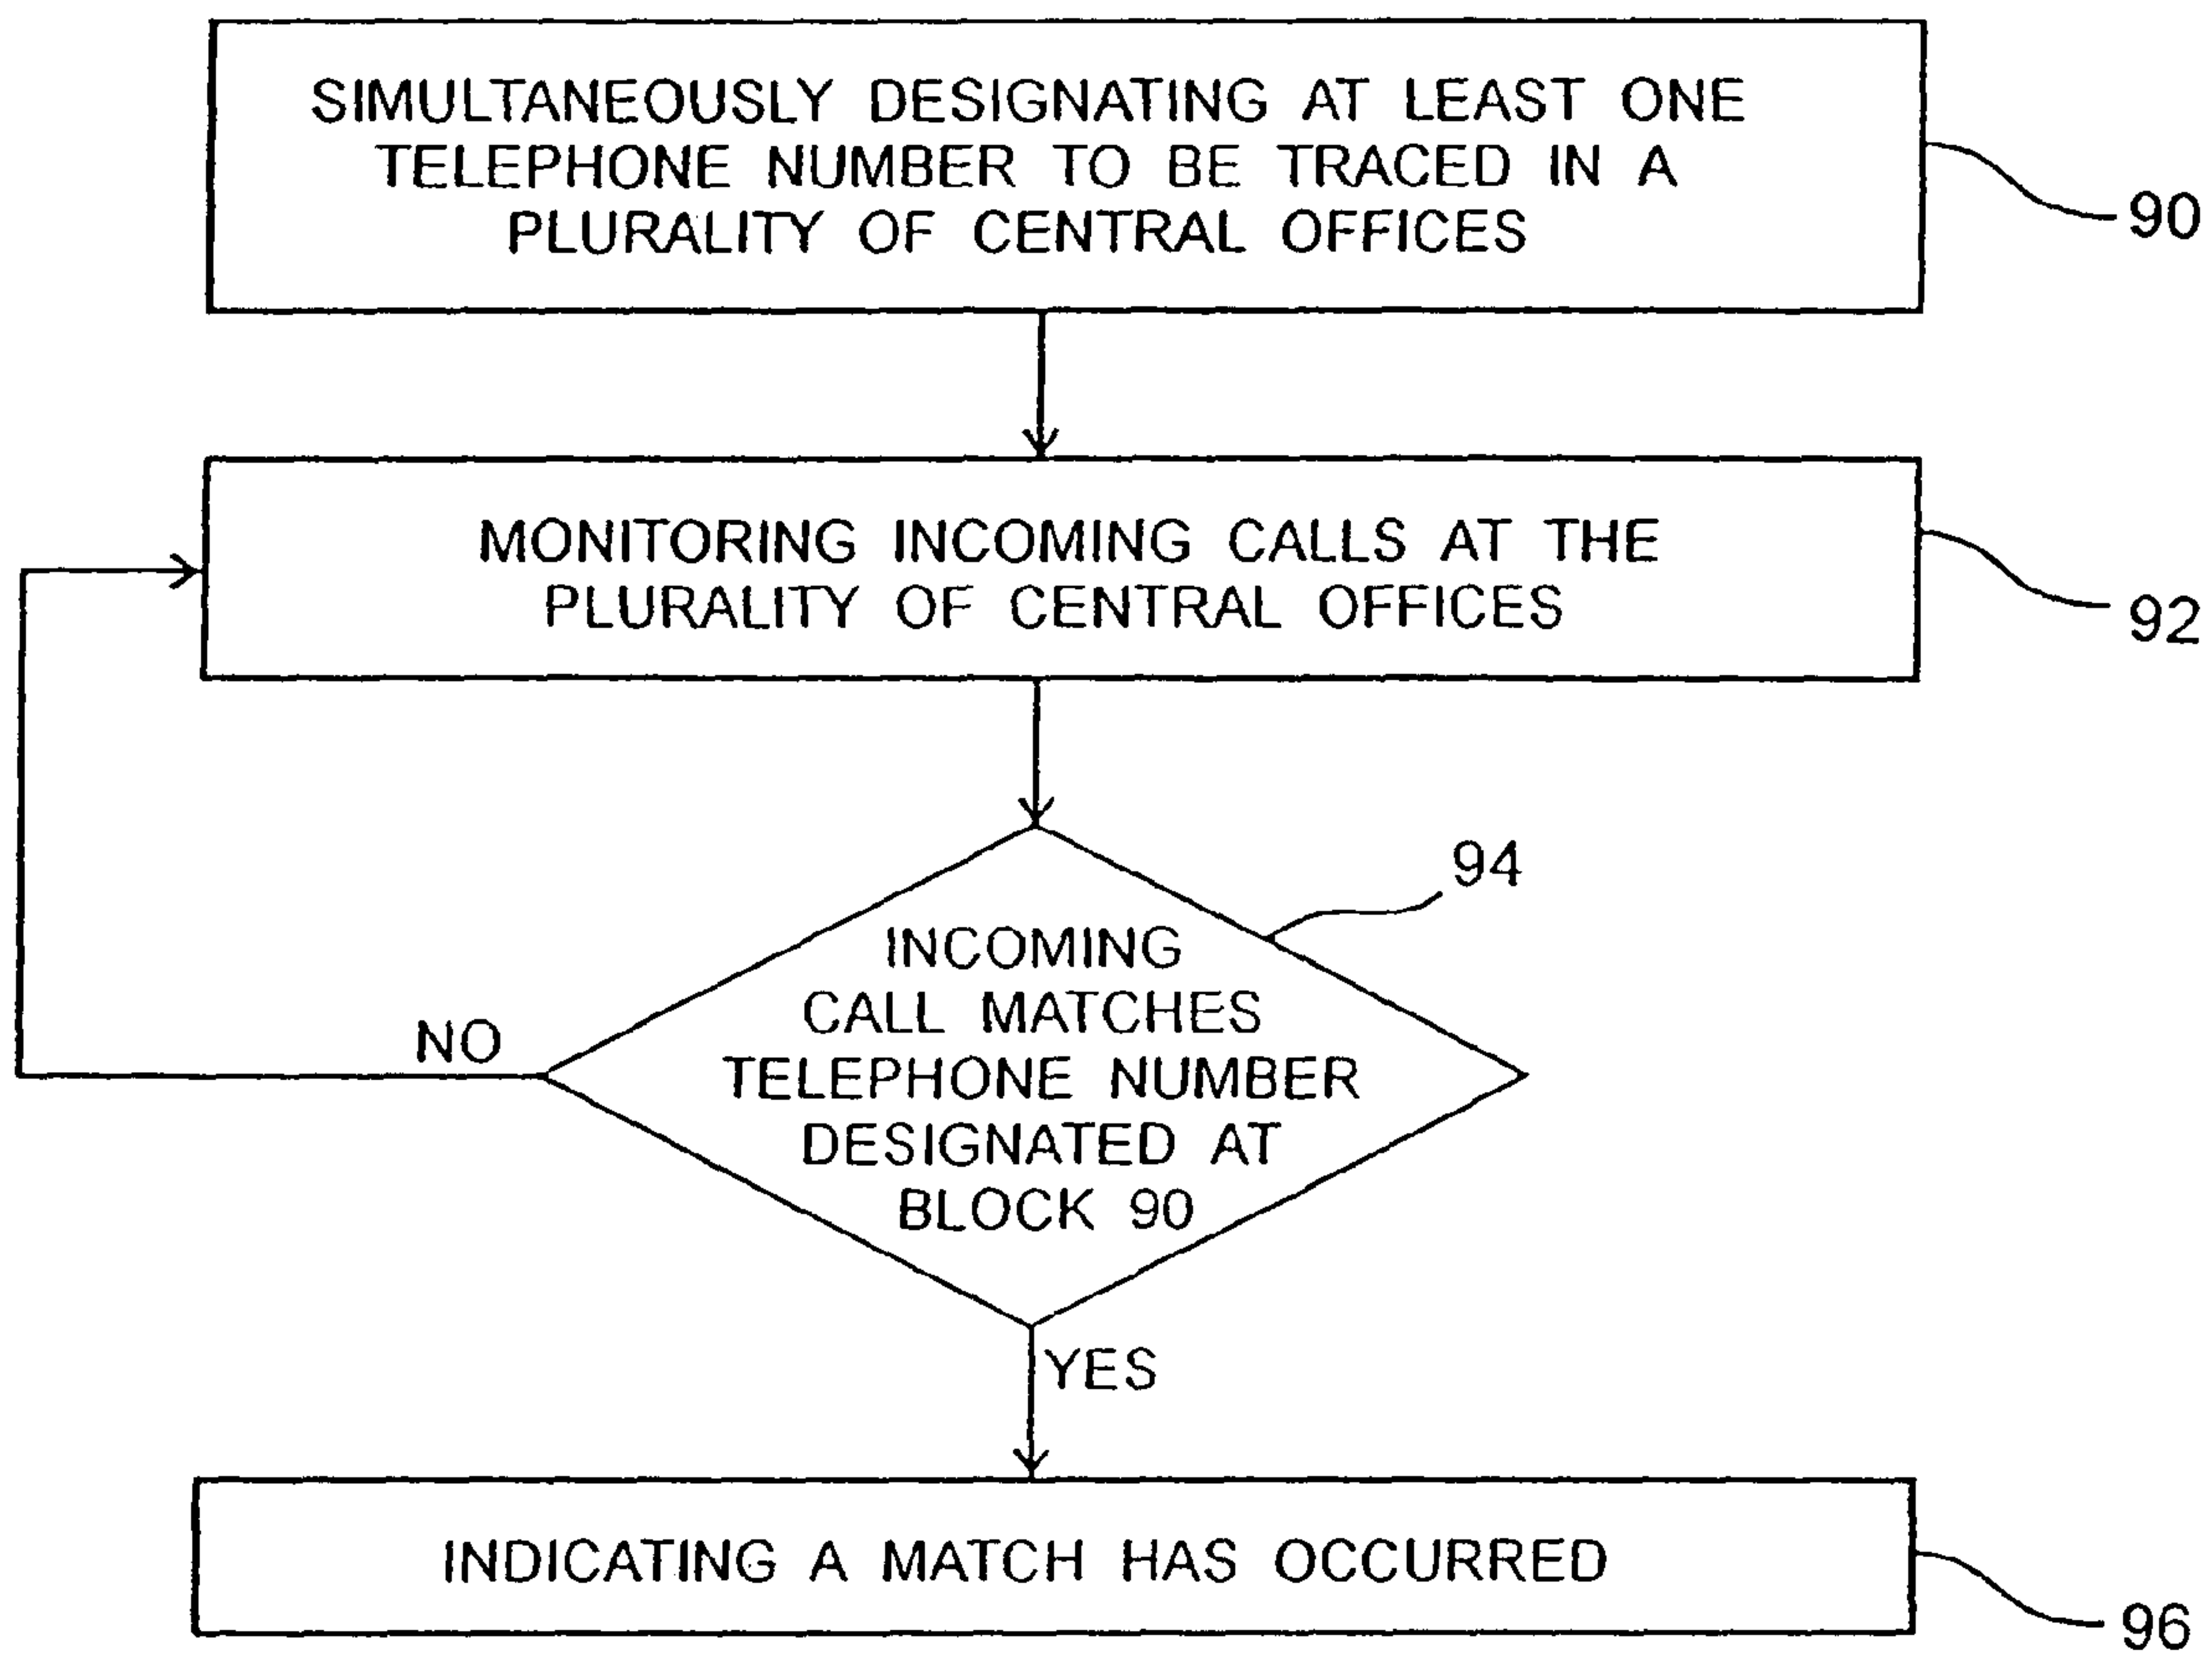 SIMULTANEOUSLY DESIGNATING AT LEAST ONE
TELEPHONE NUMBER TO BE TRACED IN A
PLURALITY OF CENTRAL OFFICES
90
MONITORING INCOMING CALLS AT THE
PLURALITY OF CENTRAL OFFICES
92
94
INCOMING
CALL MATCHES
TELEPHONE NUMBER
DESIGNATED AT
BLOCK 90
NO
YES
INDICATING A MATCH HAS OCCURRED
96